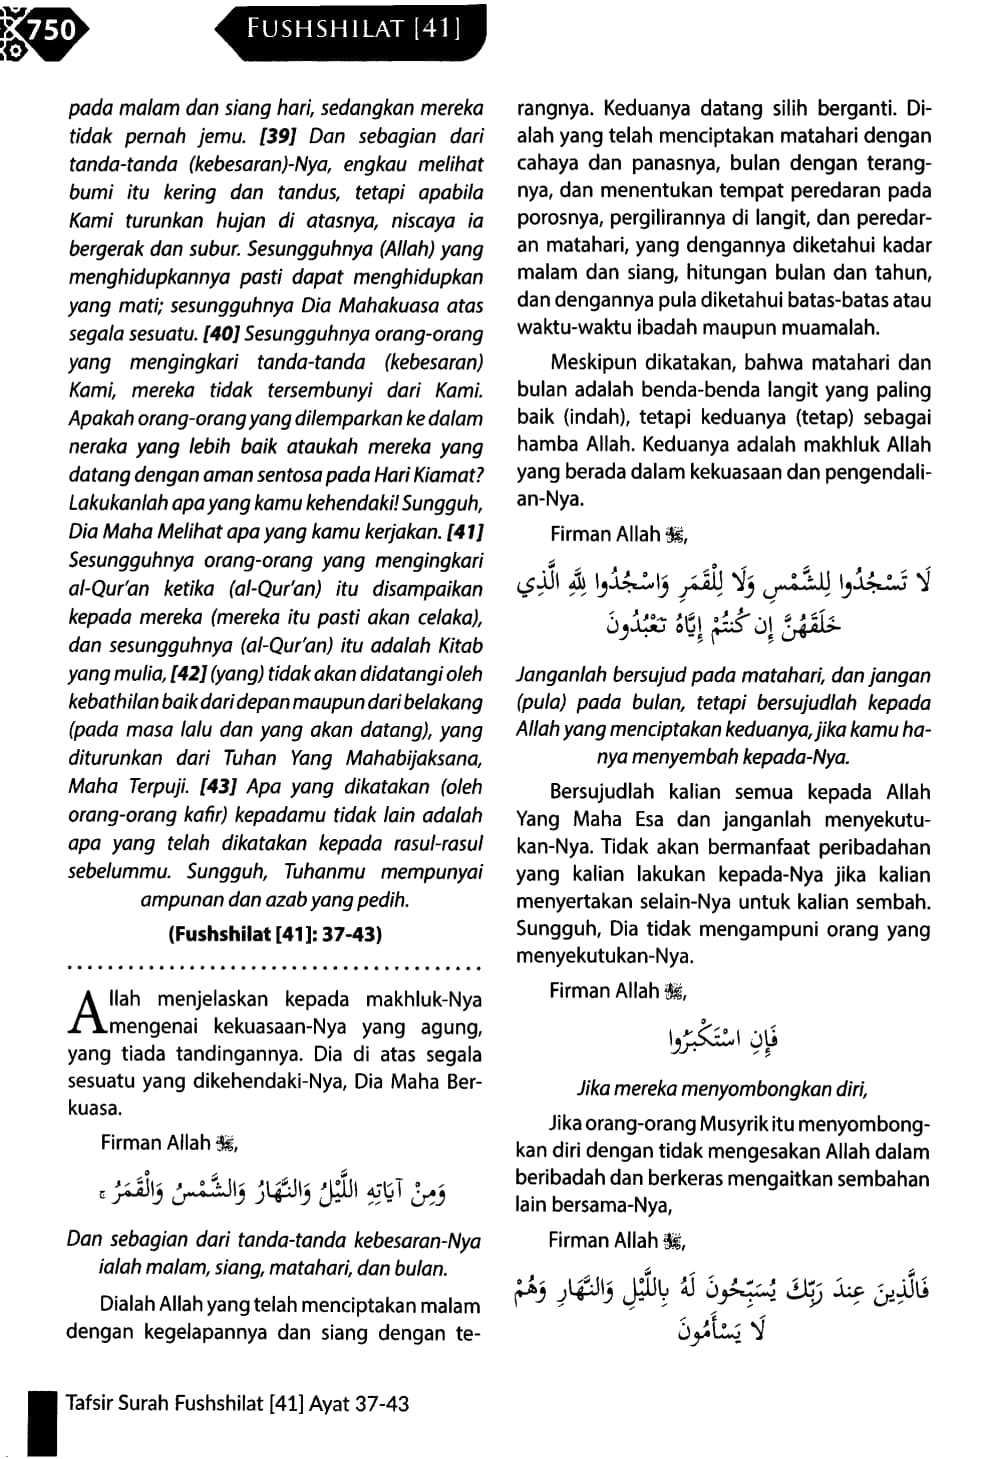 750
FUSHSHILAT [41]
pada malam dan siang hari, sedangkan mereka
tidak pernah jemu. [39] Dan sebagian dari
tanda-tanda (kebesaran)-Nya, engkau melihat
bumi itu kering dan tandus, tetapi apabila
Kami turunkan hujan di atasnya, niscaya ia
bergerak dan subur. Sesungguhnya (Allah) yang
menghidupkannya pasti dapat menghidupkan
yang mati; sesungguhnya Dia Mahakuasa atas
segala sesuatu. [40] Sesungguhnya orang-orang
yang mengingkari tanda-tanda (kebesaran)
Kami, mereka tidak tersembunyi dari Kami.
Apakah orang-orang yang dilemparkan ke dalam
neraka yang lebih baik ataukah mereka yang
datang dengan aman sentosa pada Hari Kiamat?
Lakukanlah apa yang kamu kehendaki! Sungguh,
Dia Maha Melihat apa yang kamu kerjakan. [41]
Sesungguhnya orang-orang yang mengingkari
al-Qur'an ketika (al-Qur'an) itu disampaikan
kepada mereka (mereka itu pasti akan celaka),
dan sesungguhnya (al-Qur'an) itu adalah Kitab
yang mulia, [42] (yang) tidak akan didatangi oleh
kebathilan baik dari depan maupun dari belakang
(pada masa lalu dan yang akan datang), yang
diturunkan dari Tuhan Yang Mahabijaksana,
Maha Terpuji. [43] Apa yang dikatakan (oleh
orang-orang kafir) kepadamu tidak lain adalah
apa yang telah dikatakan kepada rasul-rasul
sebelummu. Sungguh, Tuhanmu mempunyai
ampunan dan azab yang pedih.
(Fushshilat [41]: 37-43)
Allah menjelaskan kepada makhluk-Nya
mengenai kekuasaan-Nya yang agung,
yang tiada tandingannya. Dia di atas segala
sesuatu yang dikehendaki-Nya, Dia Maha Ber-
kuasa.
Firman Allah ﷻ,
وَمِنْ آيَاتِهِ اللَّيْلُ وَالنَّهَارُ وَالشَّمْسُ وَالْقَمَرُ ۚ
Dan sebagian dari tanda-tanda kebesaran-Nya
ialah malam, siang, matahari, dan bulan.
Dialah Allah yang telah menciptakan malam
dengan kegelapannya dan siang dengan te-
rangnya. Keduanya datang silih berganti. Di-
alah yang telah menciptakan matahari dengan
cahaya dan panasnya, bulan dengan terang-
nya, dan menentukan tempat peredaran pada
porosnya, pergilirannya di langit, dan peredar-
an matahari, yang dengannya diketahui kadar
malam dan siang, hitungan bulan dan tahun,
dan dengannya pula diketahui batas-batas atau
waktu-waktu ibadah maupun muamalah.
Meskipun dikatakan, bahwa matahari dan
bulan adalah benda-benda langit yang paling
baik (indah), tetapi keduanya (tetap) sebagai
hamba Allah. Keduanya adalah makhluk Allah
yang berada dalam kekuasaan dan pengendali-
an-Nya.
Firman Allah ﷻ,
لَا تَسْجُدُوا لِلشَّمْسِ وَلَا لِلْقَمَرِ وَاسْجُدُوا لِلَّهِ الَّذِي
خَلَقَهُنَّ إِن كُنتُمْ إِيَّاهُ تَعْبُدُونَ
Janganlah bersujud pada matahari, dan jangan
(pula) pada bulan, tetapi bersujudlah kepada
Allah yang menciptakan keduanya, jika kamu ha-
nya menyembah kepada-Nya.
Bersujudlah kalian semua kepada Allah
Yang Maha Esa dan janganlah menyekutu-
kan-Nya. Tidak akan bermanfaat peribadahan
yang kalian lakukan kepada-Nya jika kalian
menyertakan selain-Nya untuk kalian sembah.
Sungguh, Dia tidak mengampuni orang yang
menyekutukan-Nya.
Firman Allah ﷻ,
فَإِنِ اسْتَكْبَرُوا
Jika mereka menyombongkan diri,
Jika orang-orang Musyrik itu menyombong-
kan diri dengan tidak mengesakan Allah dalam
beribadah dan berkeras mengaitkan sembahan
lain bersama-Nya,
Firman Allah ﷻ,
فَالَّذِينَ عِندَ رَبِّكَ يُسَبِّحُونَ لَهُ بِاللَّيْلِ وَالنَّهَارِ وَهُمْ
لَا يَسْأَمُونَ
Tafsir Surah Fushshilat [41] Ayat 37-43